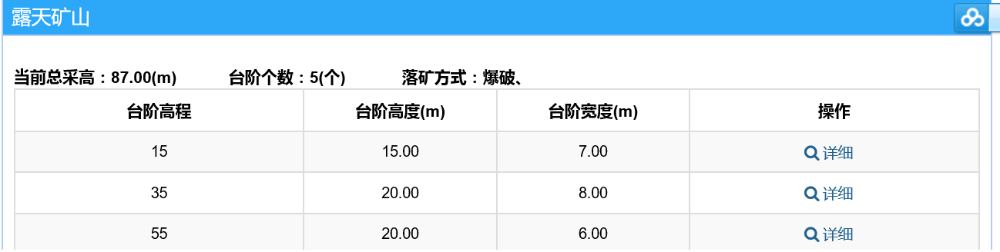 露天矿山
当前总采高：87.00(m) 台阶个数：5(个) 落矿方式：爆破、
台阶高程 台阶高度(m) 台阶宽度(m) 操作
15 15.00 7.00 详细
35 20.00 8.00 详细
55 20.00 6.00 详细